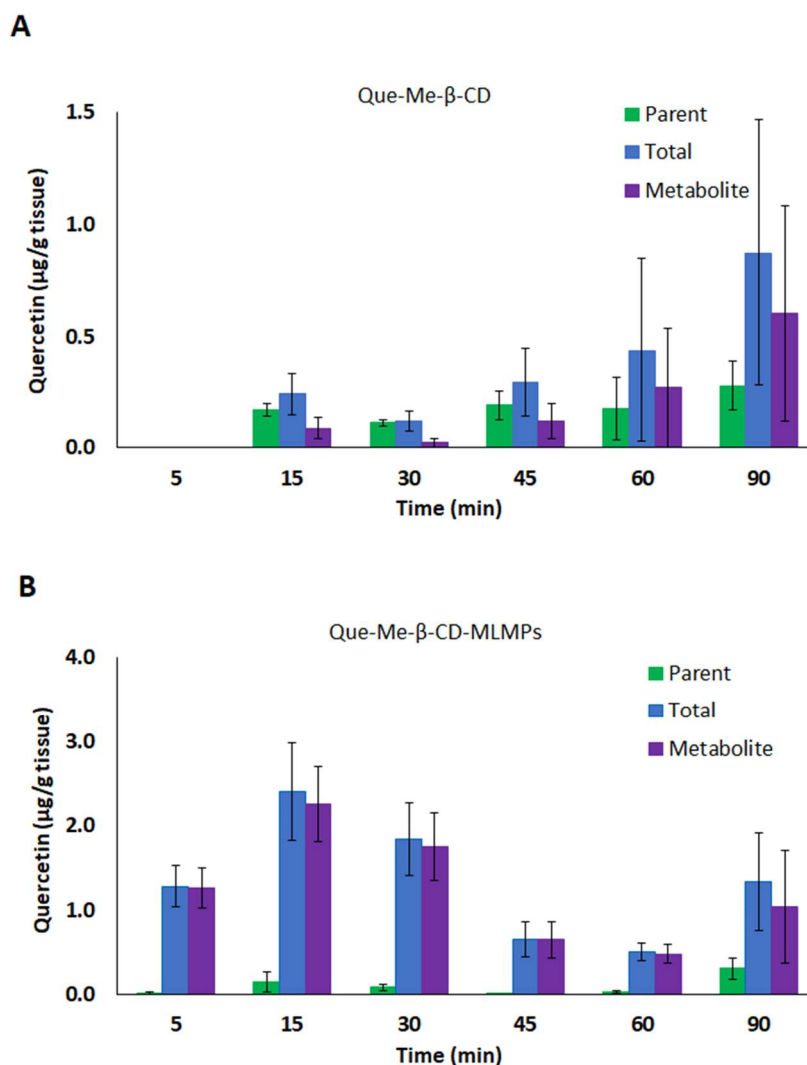 A
Que-Me-β-CD
Parent
Total
Metabolite
Quercetin (µg/g tissue)
1.5
1.0
0.5
0.0
5 15 30 45 60 90
Time (min)
B
Que-Me-β-CD-MLMPs
Parent
Total
Metabolite
Quercetin (µg/g tissue)
4.0
3.0
2.0
1.0
0.0
5 15 30 45 60 90
Time (min)